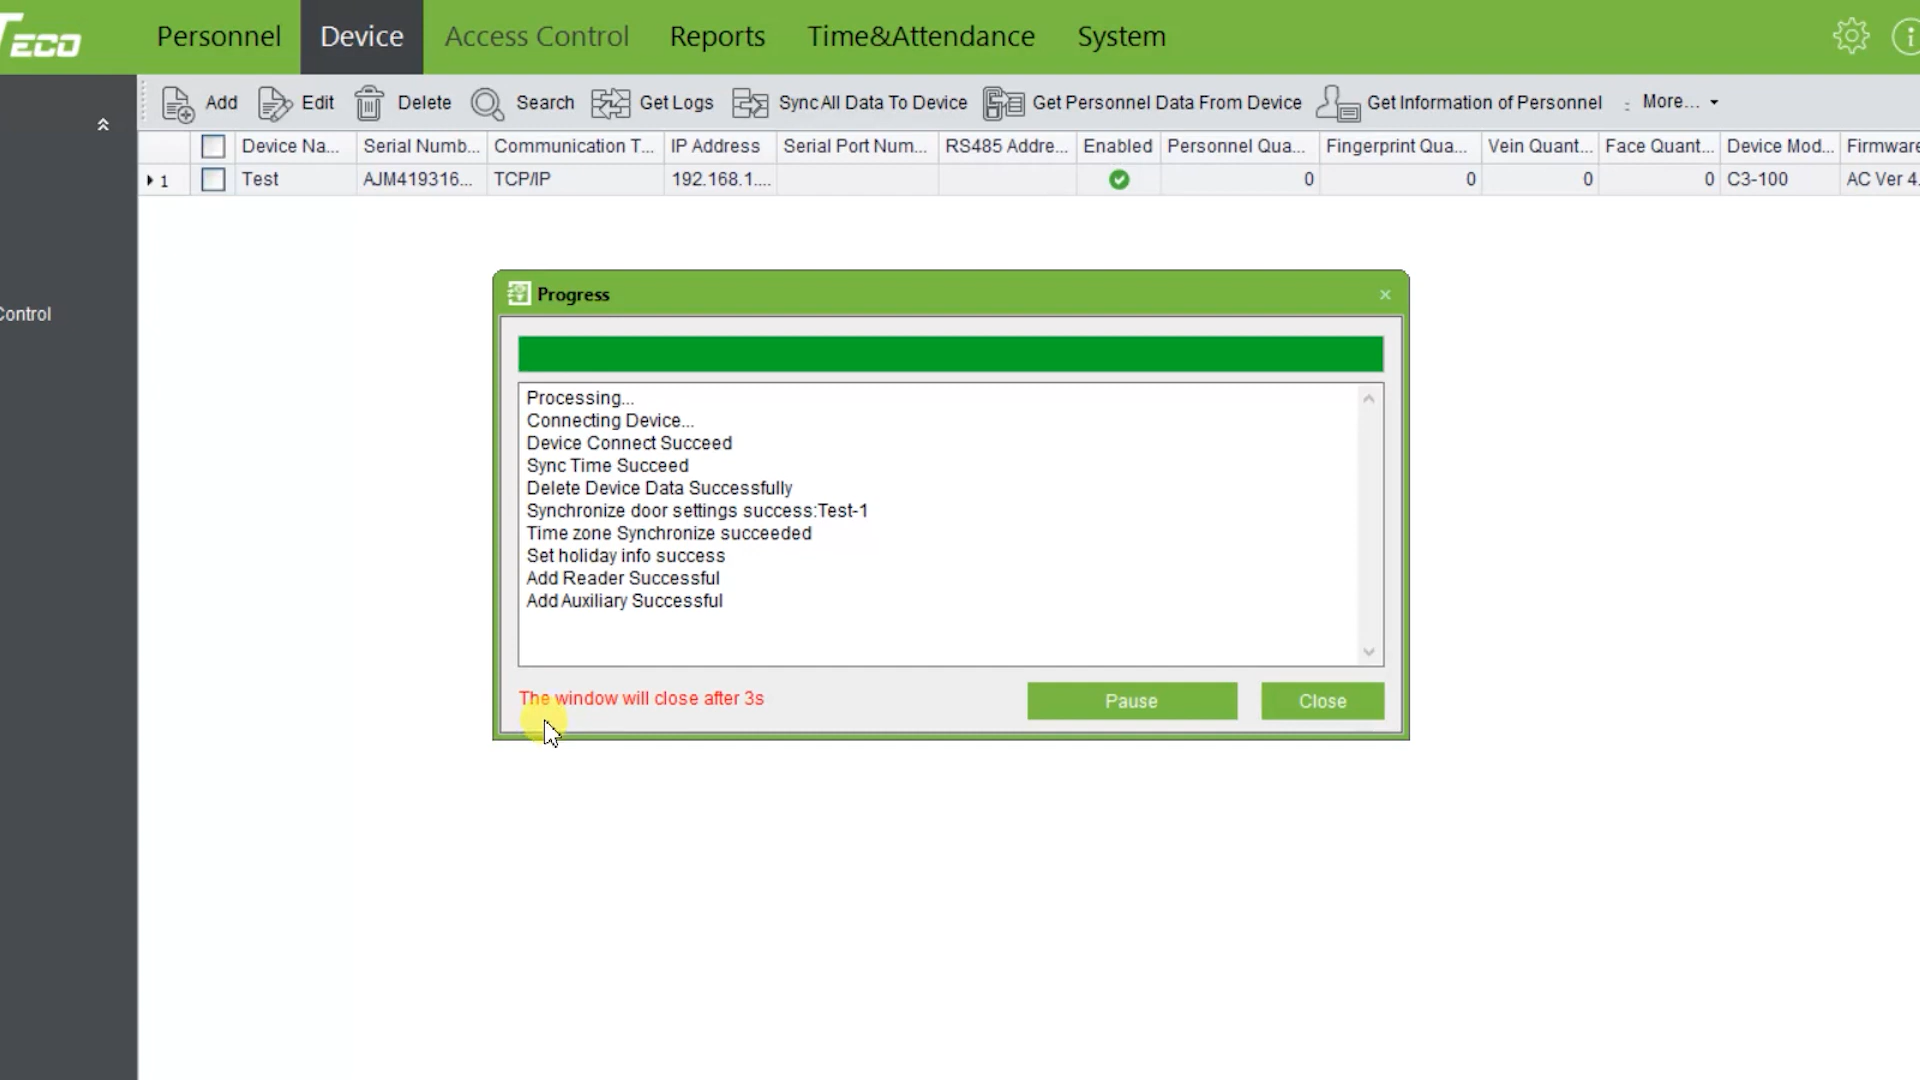 TECO
Personnel Device Access Control Reports Time&Attendance System
Add Edit Delete Search Get Logs Sync All Data To Device Get Personnel Data From Device Get Information of Personnel More...
Device Na... Serial Numb... Communication T... IP Address Serial Port Num... RS485 Addre... Enabled Personnel Qua... Fingerprint Qua... Vein Quant... Face Quant... Device Mod... Firmware
1 Test AJM419316... TCP/IP 192.168.1.... 0 0 0 0 C3-100 AC Ver 4.
Control
Progress
Processing...
Connecting Device...
Device Connect Succeed
Sync Time Succeed
Delete Device Data Successfully
Synchronize door settings success:Test-1
Time zone Synchronize succeeded
Set holiday info success
Add Reader Successful
Add Auxiliary Successful
The window will close after 3s
Pause Close